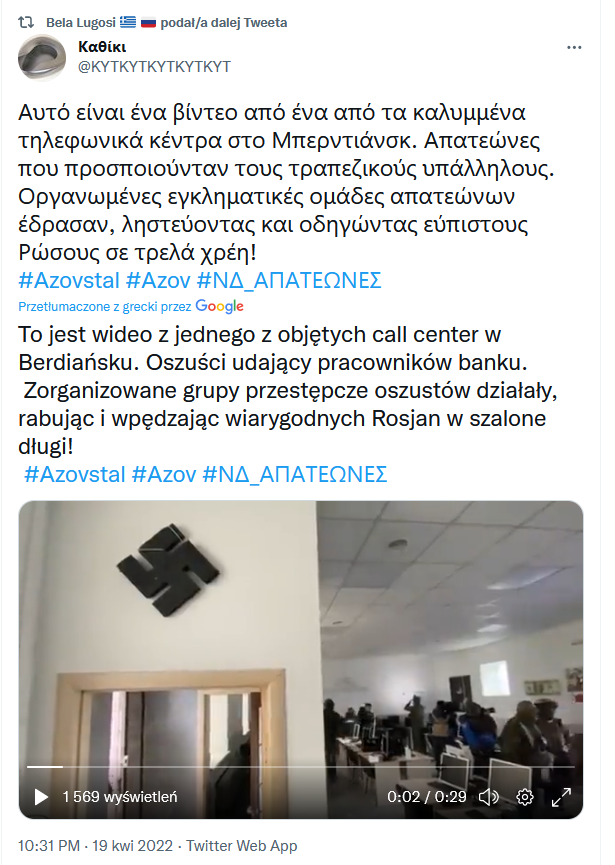 Bela Lugosi 🇬🇷 🇷🇺 podał/a dalej Tweeta
Καθίκι
@KYTKYTKYTKYTKYT
Αυτό είναι ένα βίντεο από ένα από τα καλυμμένα
τηλεφωνικά κέντρα στο Μπερντιάνσκ. Απατεώνες
που προσποιούνταν τους τραπεζικούς υπάλληλους.
Οργανωμένες εγκληματικές ομάδες απατεώνων
έδρασαν, ληστεύοντας και οδηγώντας εύπιστους
Ρώσους σε τρελά χρέη!
#Azovstal #Azov #ΝΔ_ΑΠΑΤΕΩΝΕΣ
Przetłumaczone z grecki przez Google
To jest wideo z jednego z objętych call center w
Berdiańsku. Oszuści udający pracowników banku.
Zorganizowane grupy przestępcze oszustów działały,
rabując i wpędzając wiarygodnych Rosjan w szalone
długi!
#Azovstal #Azov #ΝΔ_ΑΠΑΤΕΩΝΕΣ
1 569 wyświetleń
0:02 / 0:29
10:31 PM · 19 kwi 2022 · Twitter Web App